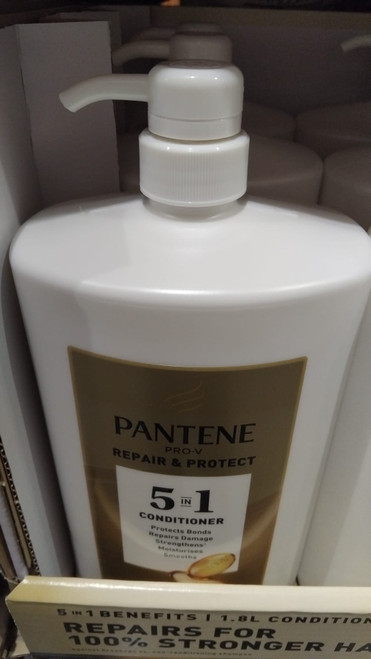 PANTENE
PRO-V
REPAIR & PROTECT
5 IN 1
CONDITIONER
Protects Bonds
Repairs Damage
Strengthens*
Moisturises
Smooths
5 IN 1 BENEFITS | 1.8L CONDITION
REPAIRS FOR
100% STRONGER HA